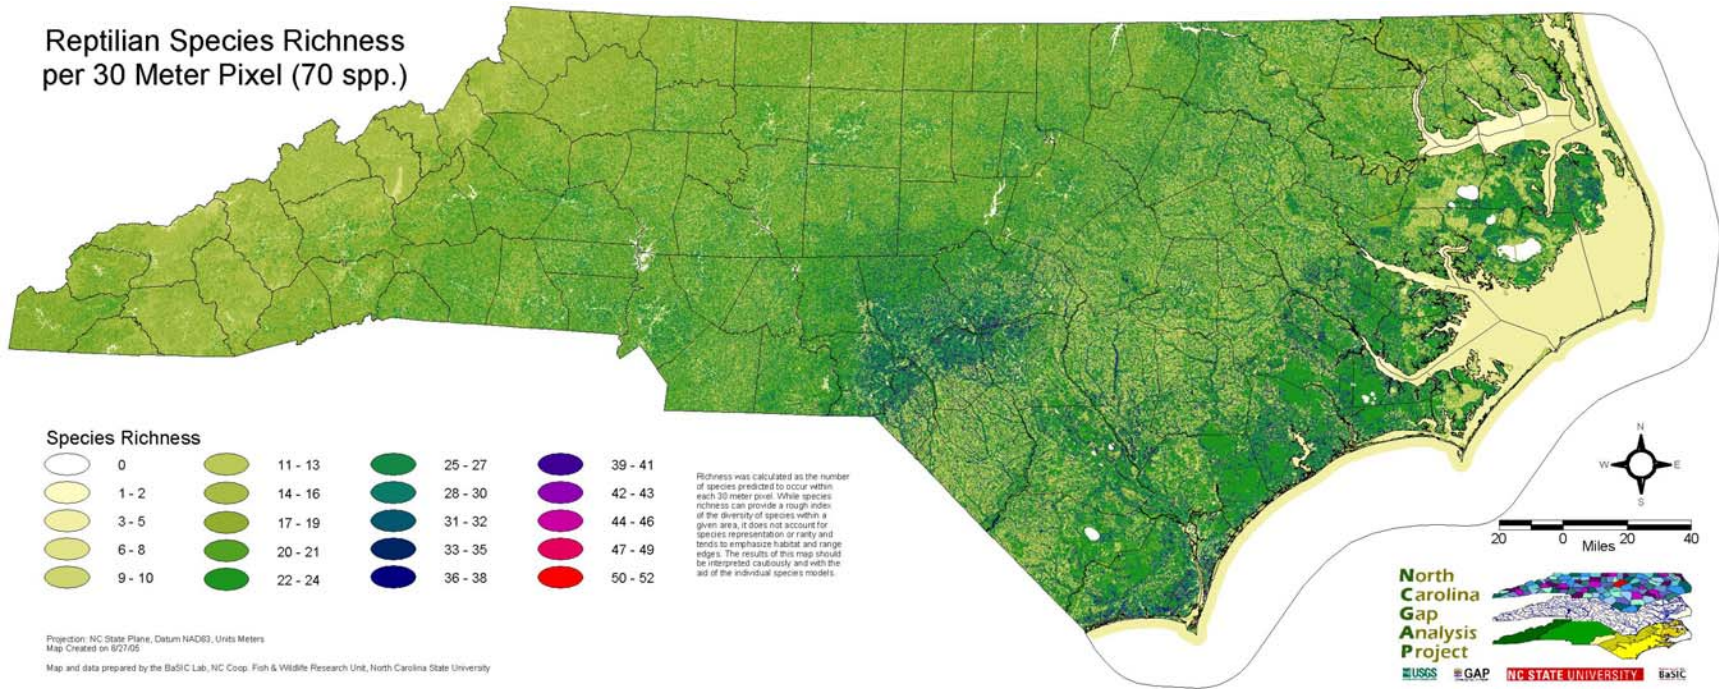 Reptilian Species Richness
per 30 Meter Pixel (70 spp.)
Species Richness
0
1 - 2
3 - 5
6 - 8
9 - 10
11 - 13
14 - 16
17 - 19
20 - 21
22 - 24
25 - 27
28 - 30
31 - 32
33 - 35
36 - 38
39 - 41
42 - 43
44 - 46
47 - 49
50 - 52
Richness was calculated as the number
of species predicted to occur within
each 30 meter pixel. While species
richness can provide a rough index
of the diversity of species within a
given area, it does not account for
species representation or rarity and
tends to emphasize habitat and range
edges. The results of this map should
be interpreted cautiously and with the
aid of the individual species models.
N
W E
S
20 0 20 40
Miles
North
Carolina
Gap
Analysis
Project
USGS GAP NC STATE UNIVERSITY BaSIC
Projection: NC State Plane, Datum NAD83, Units Meters
Map Created on 8/27/05
Map and data prepared by the BaSIC Lab, NC Coop. Fish & Wildlife Research Unit, North Carolina State University